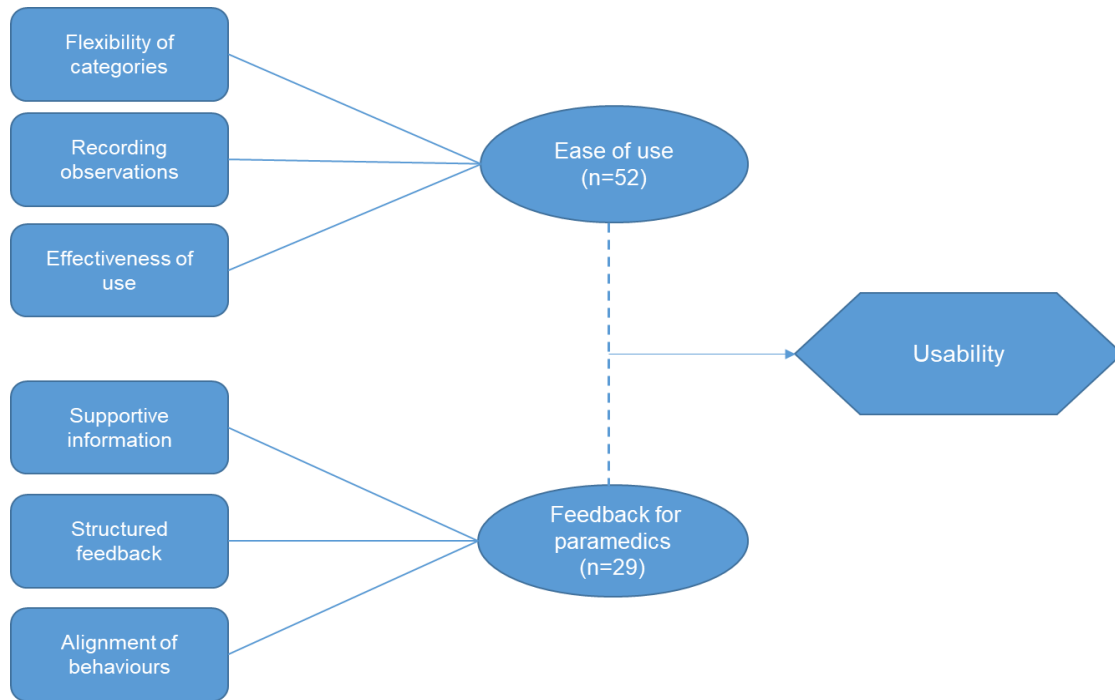 Flexibility of
categories
Recording
observations
Effectiveness of
use
Ease of use
(n=52)
Usability
Supportive
information
Structured
feedback
Alignment of
behaviours
Feedback for
paramedics
(n=29)